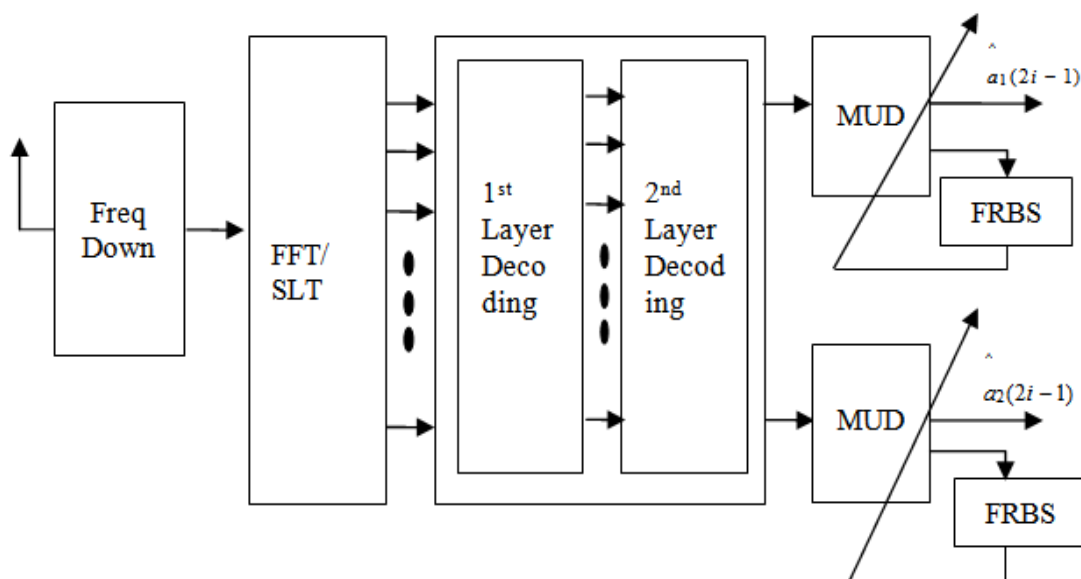 Freq
Down
FFT/
SLT
1st
Layer
Deco
ding
2nd
Layer
Decod
ing
MUD
^
a1(2i − 1)
FRBS
MUD
^
a2(2i − 1)
FRBS